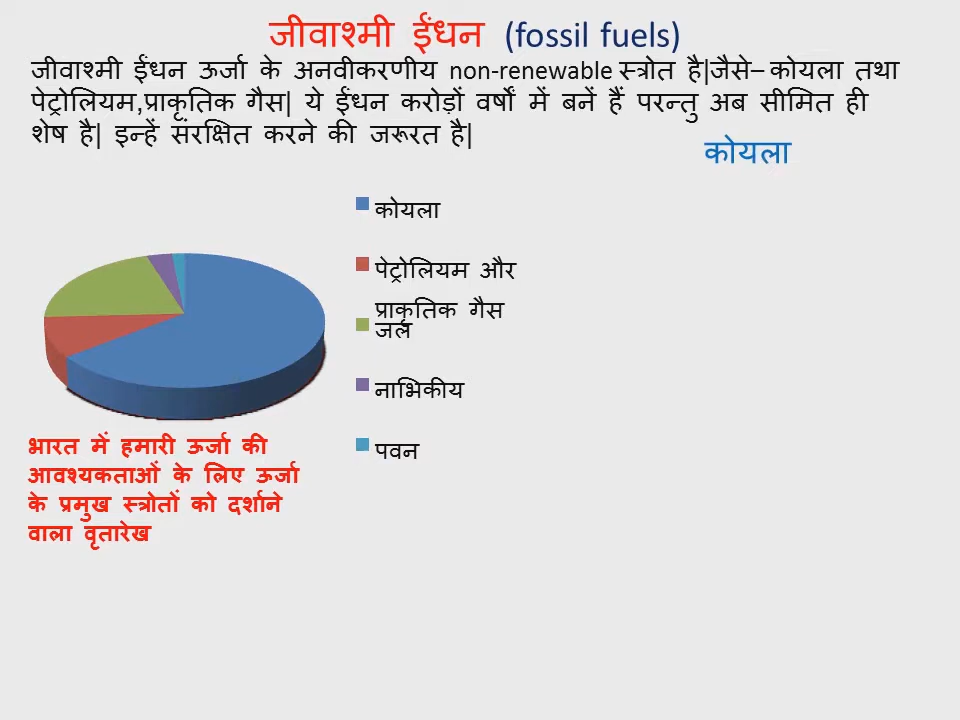 जीवाश्मी ईंधन (fossil fuels)
जीवाश्मी ईंधन ऊर्जा के अनवीकरणीय non-renewable स्त्रोत है|जैसे– कोयला तथा
पेट्रोलियम,प्राकृतिक गैस| ये ईंधन करोड़ों वर्षों में बनें हैं परन्तु अब सीमित ही
शेष है| इन्हें संरक्षित करने की जरूरत है|
कोयला
कोयला
पेट्रोलियम और
प्राकृतिक गैस
जल
नाभिकीय
पवन
भारत में हमारी ऊर्जा की
आवश्यकताओं के लिए ऊर्जा
के प्रमुख स्त्रोतों को दर्शाने
वाला वृतारेख